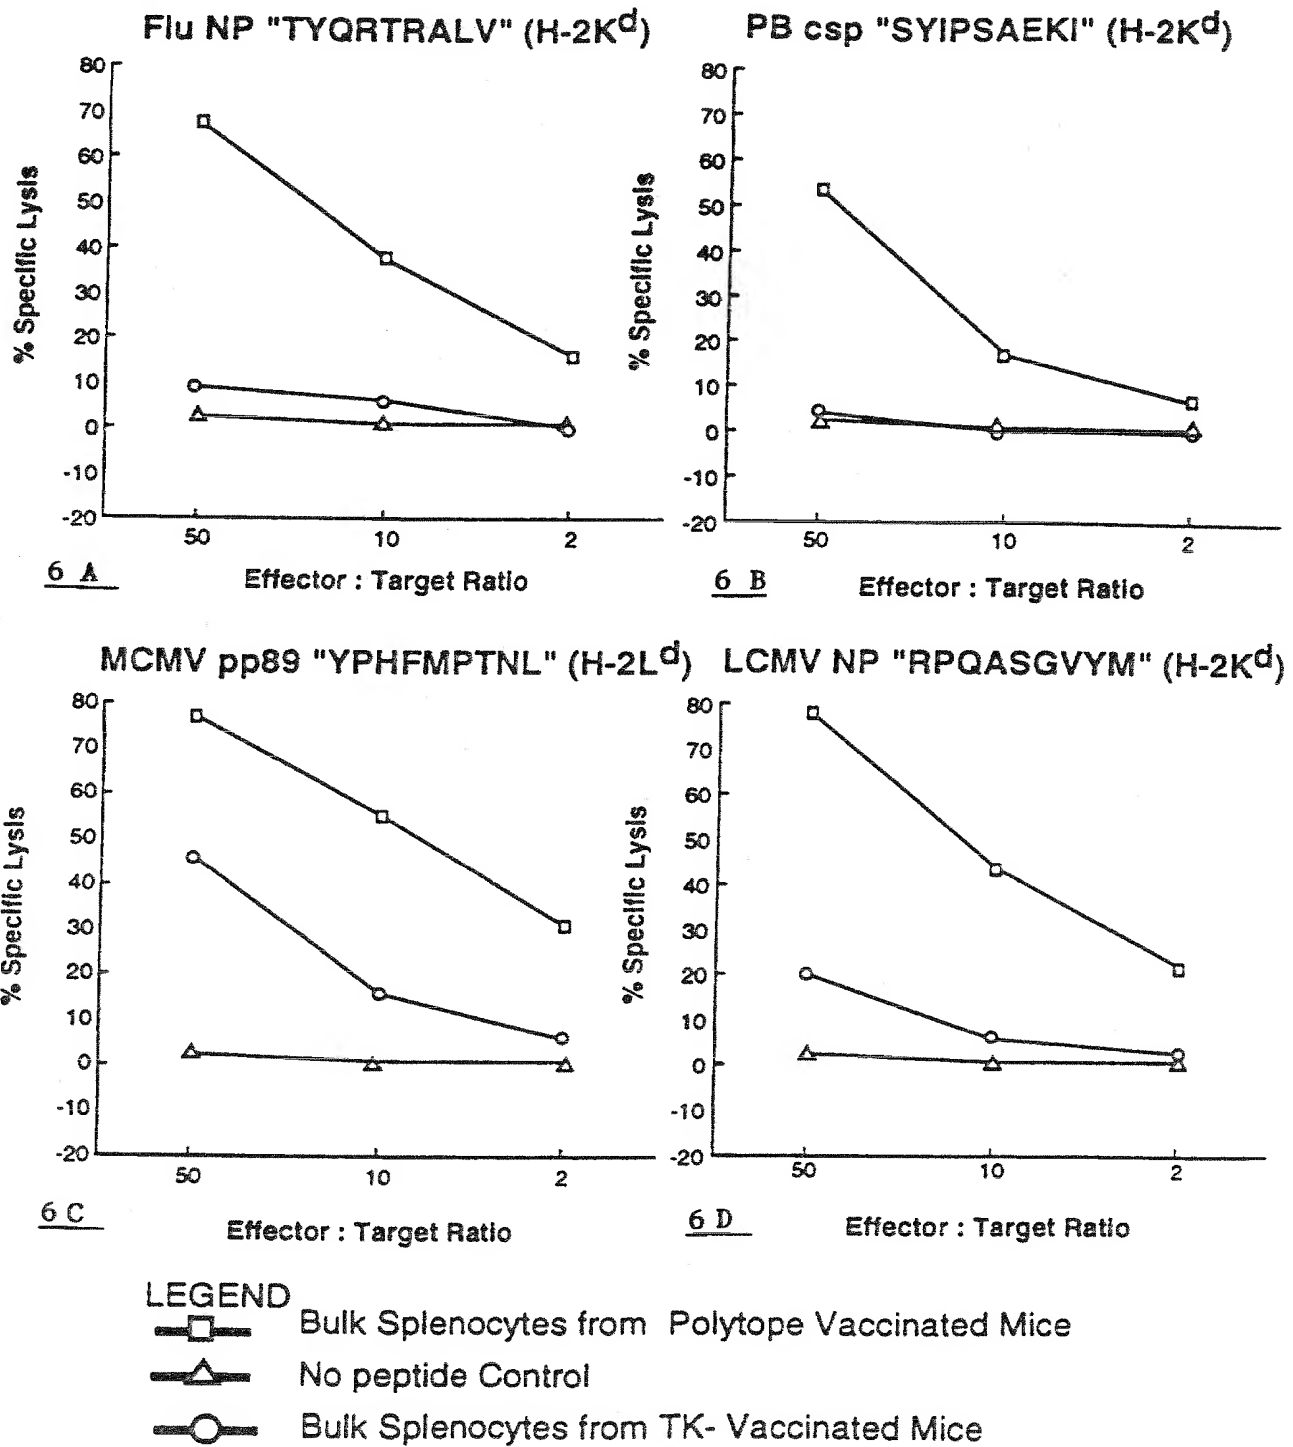 Flu NP "TYQRTRALV" (H-2Kd)
80
70
60
50
40
30
20
10
0
-10
-20
% Specific Lysis
50 10 2
6 A
Effector : Target Ratio
PB csp "SYIPSAEKI" (H-2Kd)
80
70
60
50
40
30
20
10
0
-10
-20
% Specific Lysis
50 10 2
6 B
Effector : Target Ratio
MCMV pp89 "YPHFMPTNL" (H-2Ld)
80
70
60
50
40
30
20
10
0
-10
-20
% Specific Lysis
50 10 2
6 C
Effector : Target Ratio
LCMV NP "RPQASGVYM" (H-2Kd)
80
70
60
50
40
30
20
10
0
-10
-20
% Specific Lysis
50 10 2
6 D
Effector : Target Ratio
LEGEND
Bulk Splenocytes from Polytope Vaccinated Mice
No peptide Control
Bulk Splenocytes from TK- Vaccinated Mice